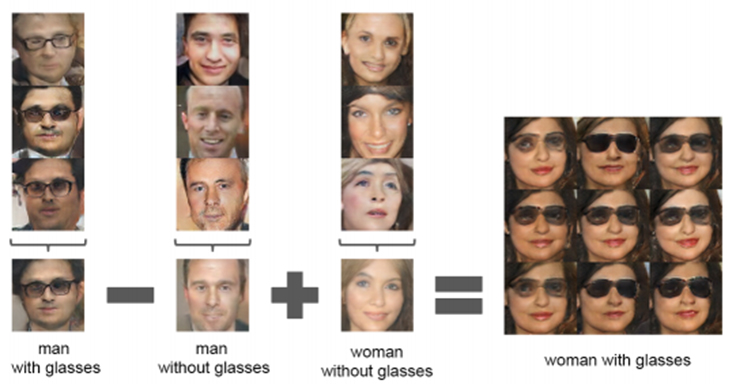 man
with glasses
man
without glasses
woman
without glasses
woman with glasses